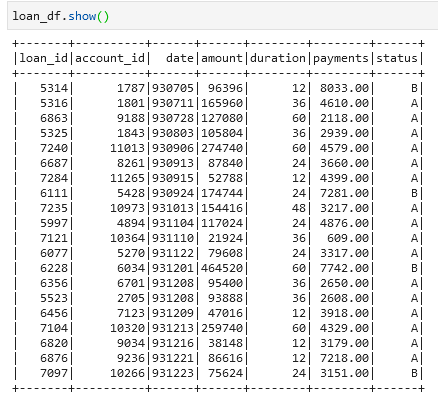 loan_df.show()
+-------+----------+------+------+--------+--------+------+
|loan_id|account_id|  date|amount|duration|payments|status|
+-------+----------+------+------+--------+--------+------+
|   5314|      1787|930705| 96396|      12| 8033.00|     B|
|   5316|      1801|930711|165960|      36| 4610.00|     A|
|   6863|      9188|930728|127080|      60| 2118.00|     A|
|   5325|      1843|930803|105804|      36| 2939.00|     A|
|   7240|     11013|930906|274740|      60| 4579.00|     A|
|   6687|      8261|930913| 87840|      24| 3660.00|     A|
|   7284|     11265|930915| 52788|      12| 4399.00|     A|
|   6111|      5428|930924|174744|      24| 7281.00|     B|
|   7235|     10973|931013|154416|      48| 3217.00|     A|
|   5997|      4894|931104|117024|      24| 4876.00|     A|
|   7121|     10364|931110| 21924|      36|  609.00|     A|
|   6077|      5270|931122| 79608|      24| 3317.00|     A|
|   6228|      6034|931201|464520|      60| 7742.00|     B|
|   6356|      6701|931208| 95400|      36| 2650.00|     A|
|   5523|      2705|931208| 93888|      36| 2608.00|     A|
|   6456|      7123|931209| 47016|      12| 3918.00|     A|
|   7104|     10320|931213|259740|      60| 4329.00|     A|
|   6820|      9034|931216| 38148|      12| 3179.00|     A|
|   6876|      9236|931221| 86616|      12| 7218.00|     A|
|   7097|     10266|931223| 75624|      24| 3151.00|     B|
+-------+----------+------+------+--------+--------+------+